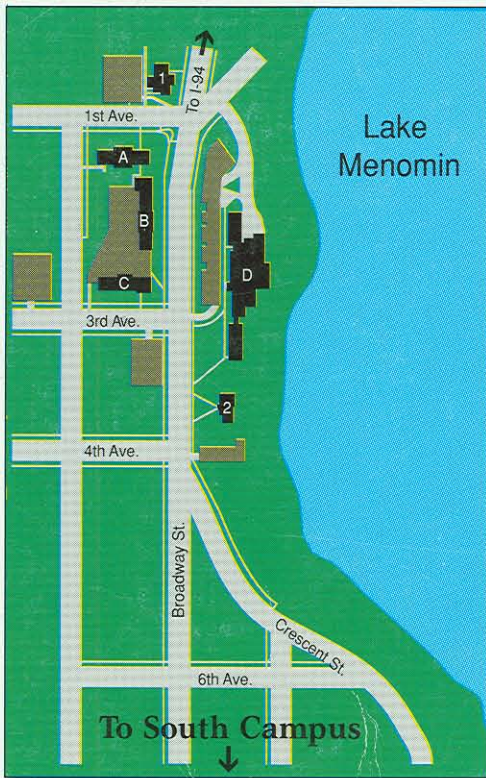 To I-94
1
1st Ave.
Lake
Menomin
A
B
C
D
3rd Ave.
2
4th Ave.
Broadway St.
Crescent St.
6th Ave.
To South Campus